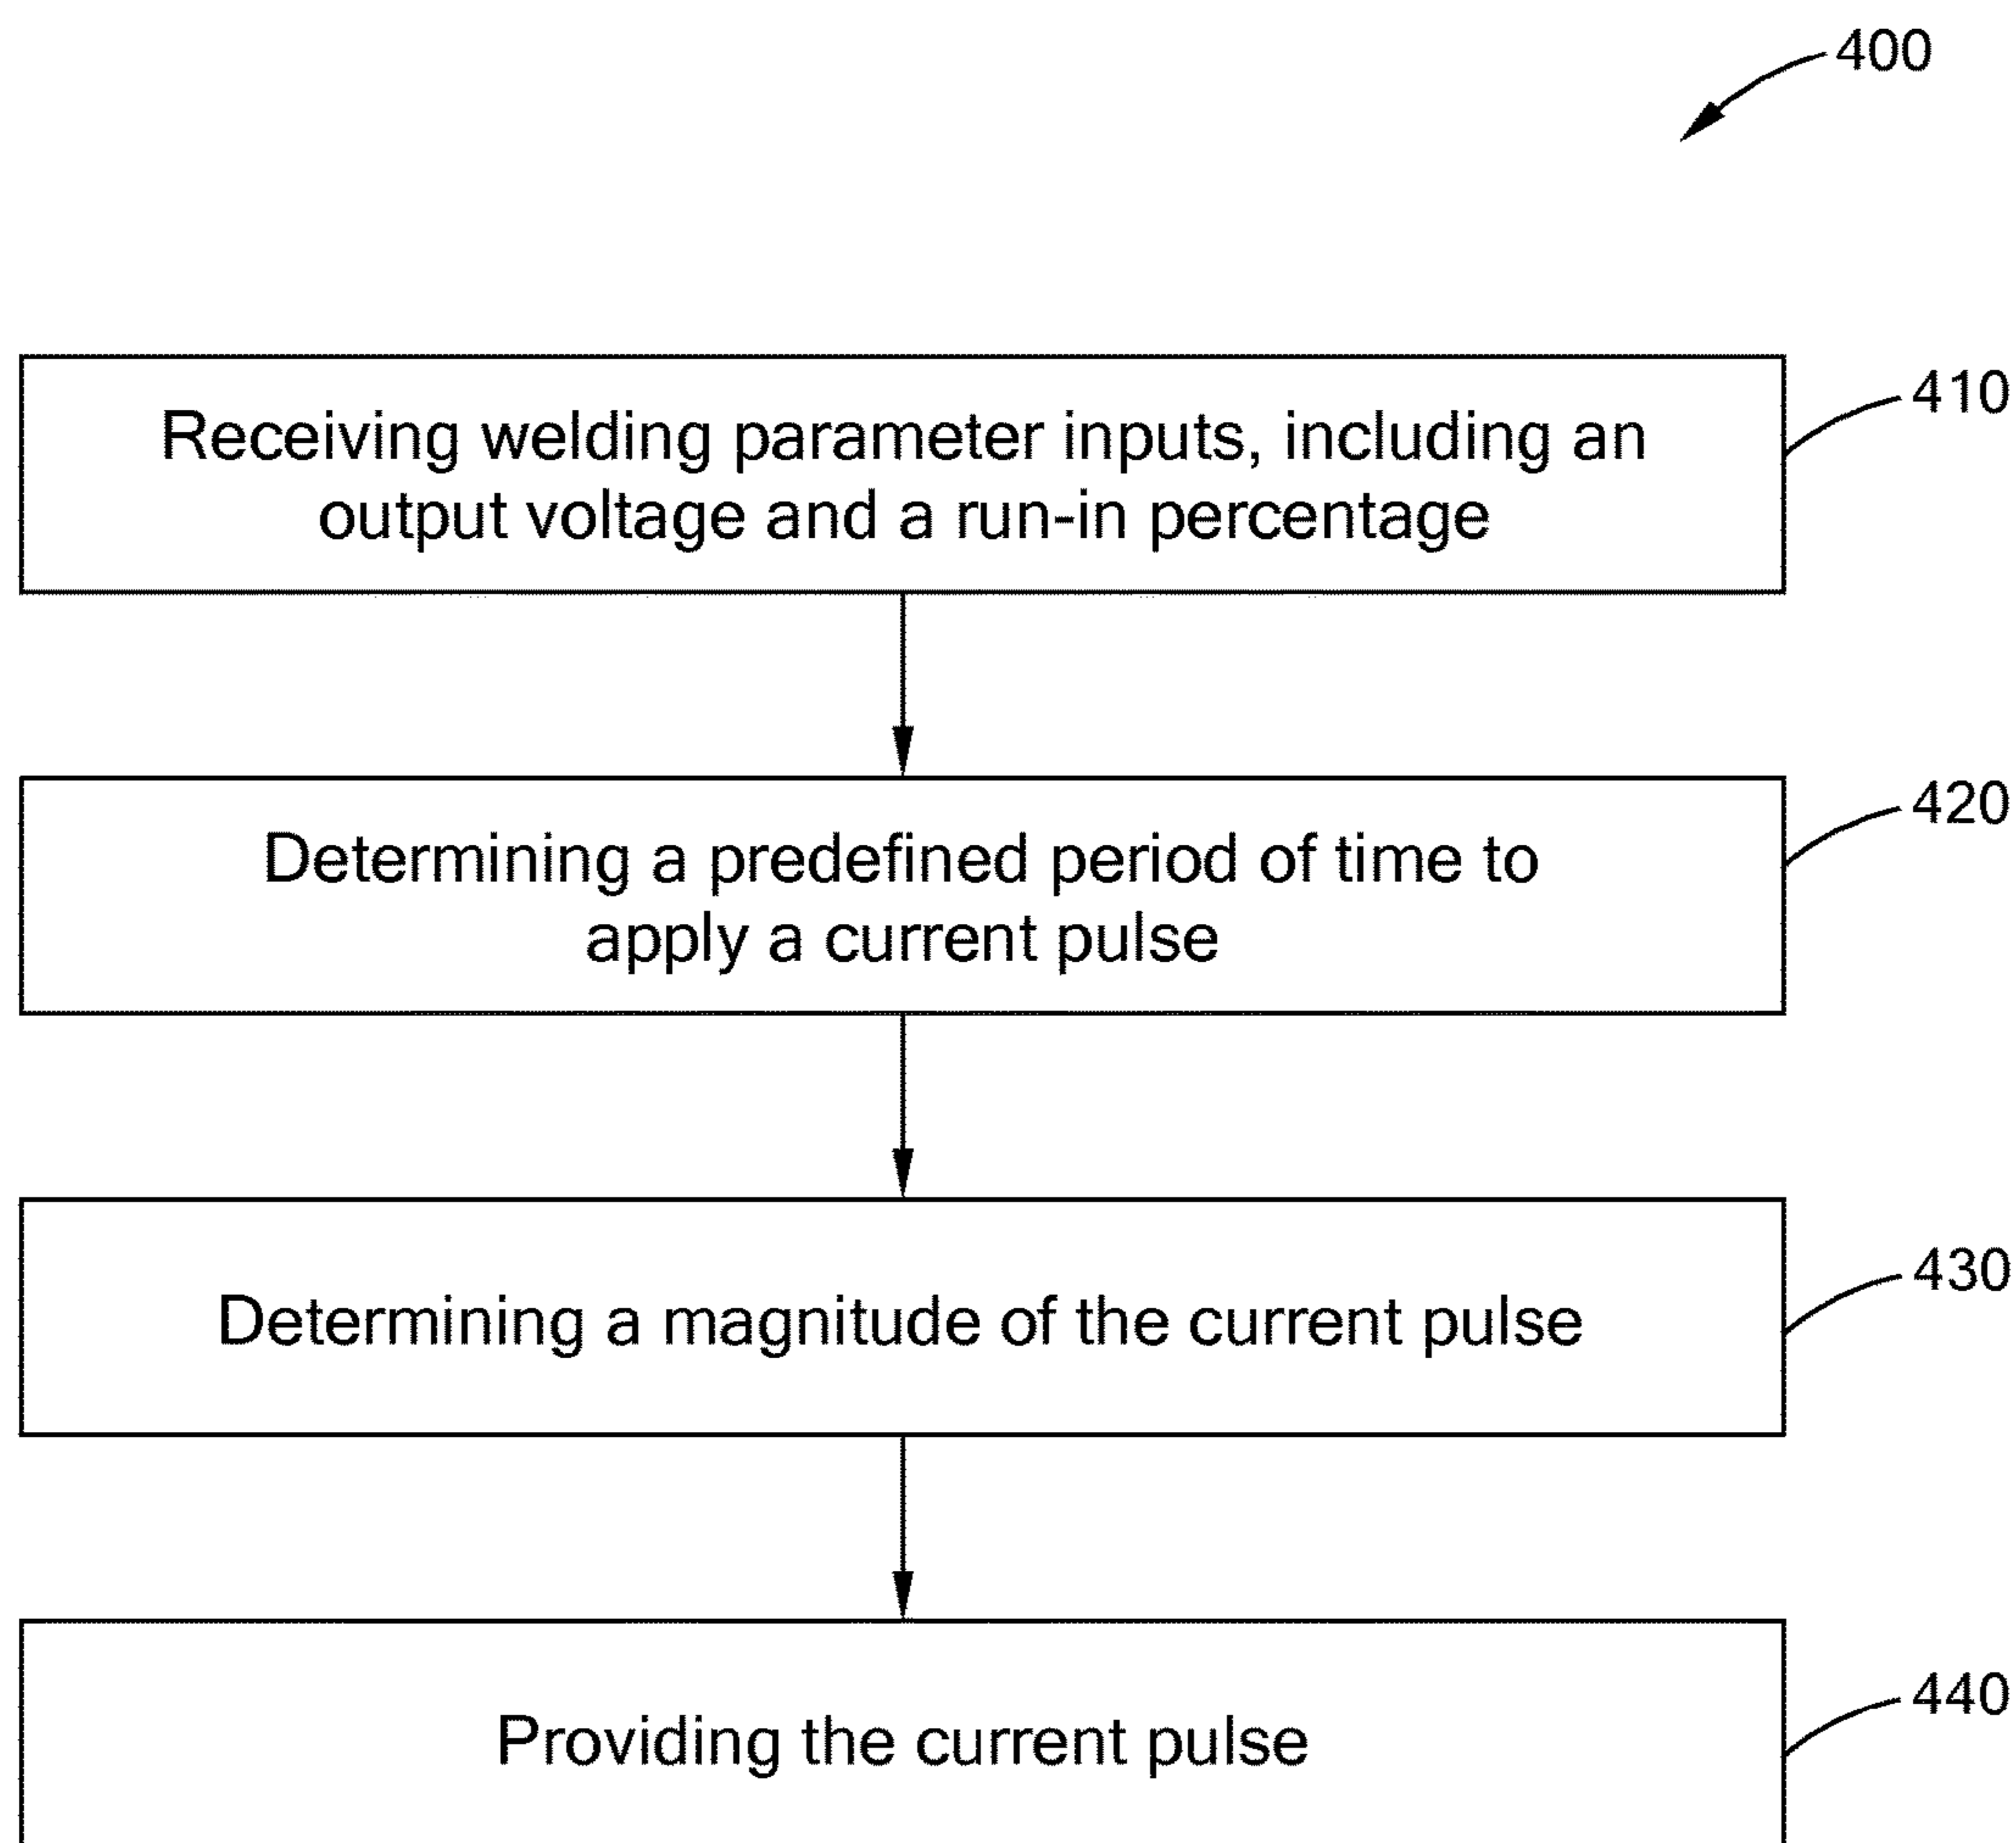 400
Receiving welding parameter inputs, including an
output voltage and a run-in percentage
410
Determining a predefined period of time to
apply a current pulse
420
Determining a magnitude of the current pulse
430
Providing the current pulse
440